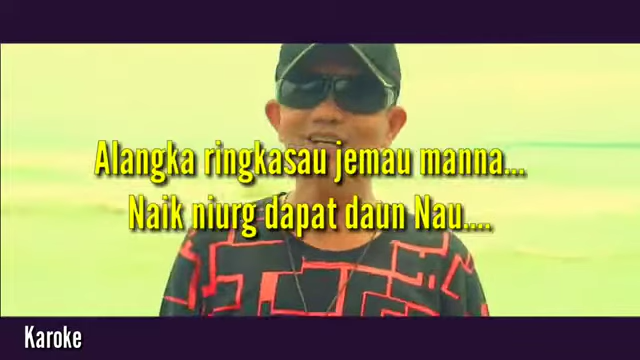 Alangka ringkasau jemau manna...
Naik niurg dapat daun Nau....
Karoke